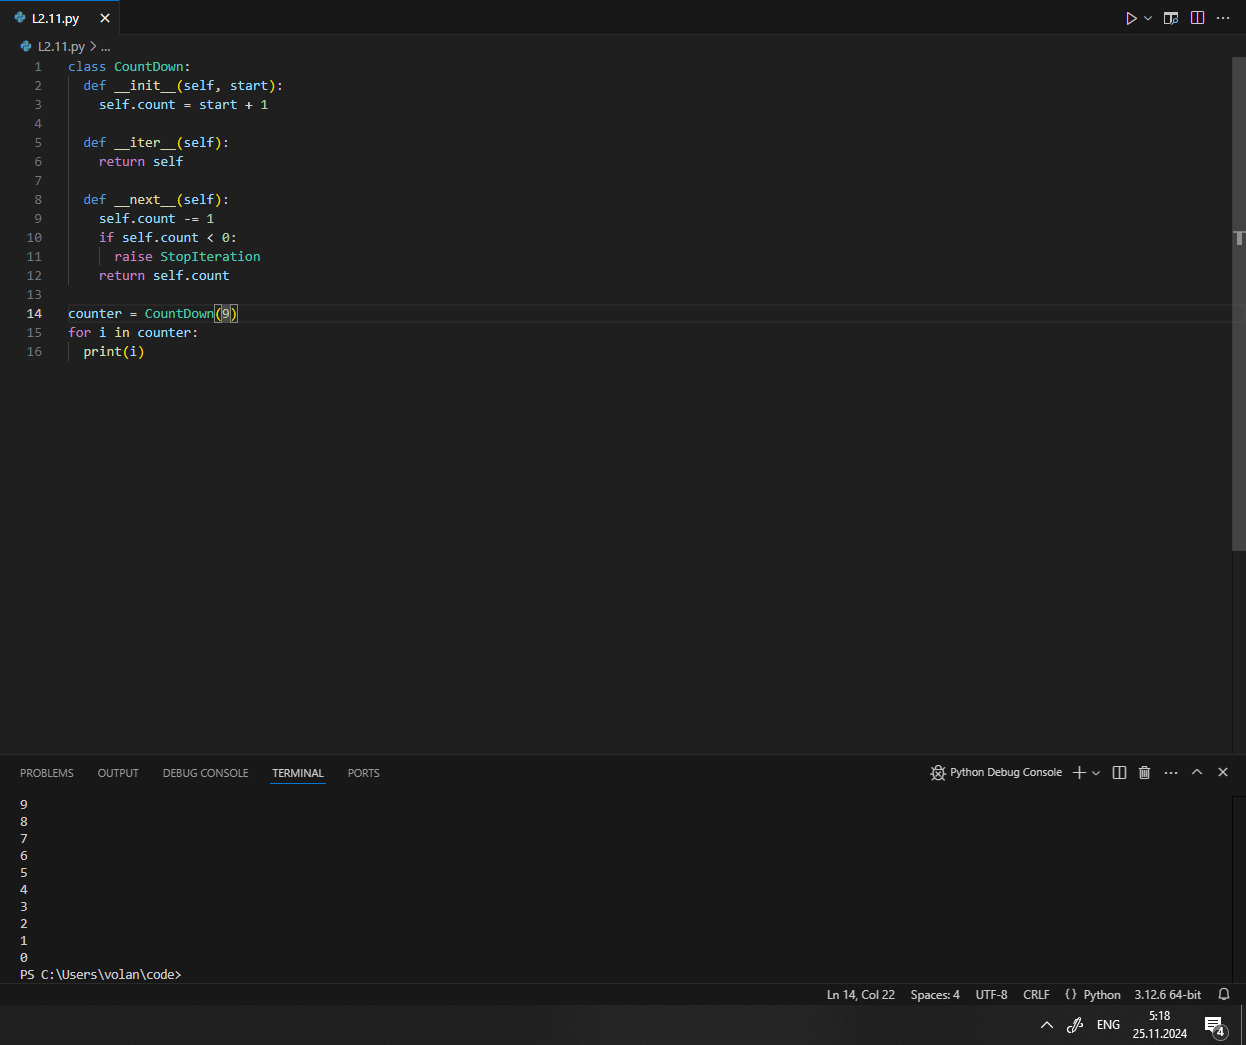 L2.11.py
L2.11.py > ...
1 class CountDown:
2   def __init__(self, start):
3     self.count = start + 1
4
5   def __iter__(self):
6     return self
7
8   def __next__(self):
9     self.count -= 1
10     if self.count < 0:
11       raise StopIteration
12     return self.count
13
14 counter = CountDown(9)
15 for i in counter:
16   print(i)
PROBLEMS OUTPUT DEBUG CONSOLE TERMINAL PORTS Python Debug Console
9
8
7
6
5
4
3
2
1
0
PS C:\Users\volan\code>
Ln 14, Col 22 Spaces: 4 UTF-8 CRLF {} Python 3.12.6 64-bit
ENG 5:18
25.11.2024 4